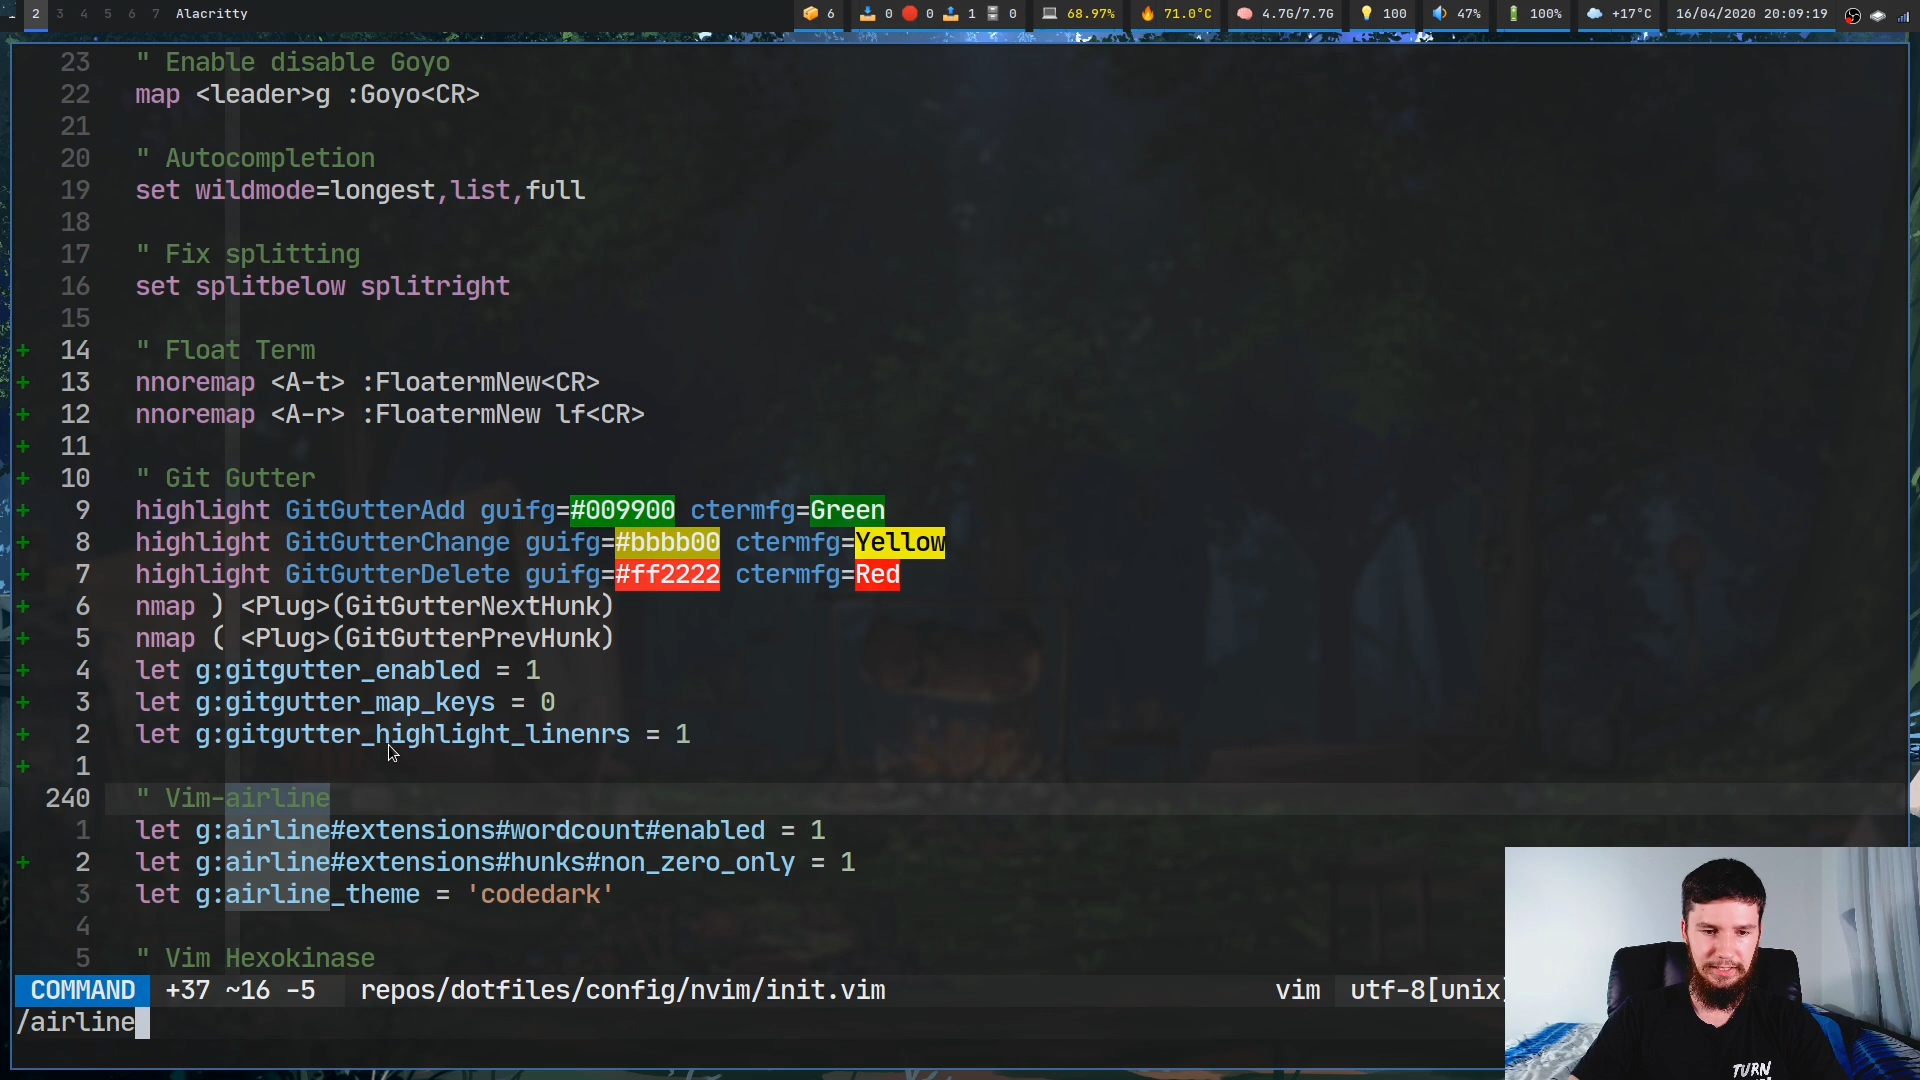 2 3 4 5 6 7 Alacritty 6 0 0 1 0 68.97% 71.0°C 4.7G/7.7G 100 47% 100% +17°C 16/04/2020 20:09:19
23 " Enable disable Goyo
22 map <leader>g :Goyo<CR>
21
20 " Autocompletion
19 set wildmode=longest,list,full
18
17 " Fix splitting
16 set splitbelow splitright
15
+ 14 " Float Term
+ 13 nnoremap <A-t> :FloatermNew<CR>
+ 12 nnoremap <A-r> :FloatermNew lf<CR>
+ 11
+ 10 " Git Gutter
+ 9 highlight GitGutterAdd guifg=#009900 ctermfg=Green
+ 8 highlight GitGutterChange guifg=#bbbb00 ctermfg=Yellow
+ 7 highlight GitGutterDelete guifg=#ff2222 ctermfg=Red
+ 6 nmap ) <Plug>(GitGutterNextHunk)
+ 5 nmap ( <Plug>(GitGutterPrevHunk)
+ 4 let g:gitgutter_enabled = 1
+ 3 let g:gitgutter_map_keys = 0
+ 2 let g:gitgutter_highlight_linenrs = 1
+ 1
240 " Vim-airline
1 let g:airline#extensions#wordcount#enabled = 1
+ 2 let g:airline#extensions#hunks#non_zero_only = 1
3 let g:airline_theme = 'codedark'
4
5 " Vim Hexokinase
COMMAND +37 ~16 -5 repos/dotfiles/config/nvim/init.vim vim utf-8[unix]
/airline
TURN